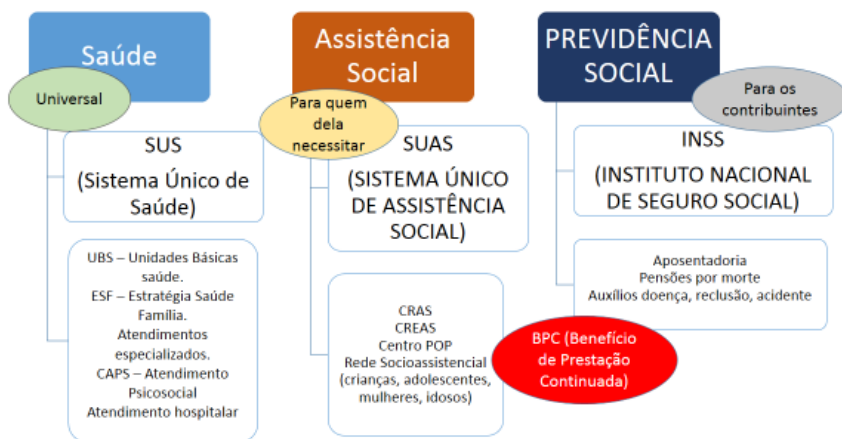 Saúde
Universal
SUS
(Sistema Único de
Saúde)
UBS – Unidades Básicas
saúde.
ESF – Estratégia Saúde
Família.
Atendimentos
especializados.
CAPS – Atendimento
Psicosocial
Atendimento hospitalar
Assistência
Social
Para quem
dela
necessitar
SUAS
(SISTEMA ÚNICO
DE ASSISTÊNCIA
SOCIAL)
CRAS
CREAS
Centro POP
Rede Socioassistencial
(crianças, adolescentes,
mulheres, idosos)
BPC (Benefício
de Prestação
Continuada)
PREVIDÊNCIA
SOCIAL
Para os
contribuintes
INSS
(INSTITUTO NACIONAL
DE SEGURO SOCIAL)
Aposentadoria
Pensões por morte
Auxílios doença, reclusão, acidente